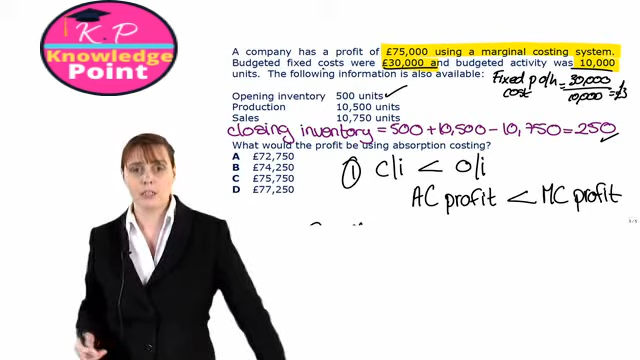 K.P
Knowledge
Point
A company has a profit of £75,000 using a marginal costing system.
Budgeted fixed costs were £30,000 and budgeted activity was 10,000
units. The following information is also available:
Fixed p o/h = 30,000
cost 10,000 = £3
Opening inventory 500 units
Production 10,500 units
Sales 10,750 units
closing inventory = 500 + 10,500 - 10,750 = 250
What would the profit be using absorption costing?
A £72,750
B £74,250
C £75,750
D £77,250
① c/i < o/i
AC profit < MC profit